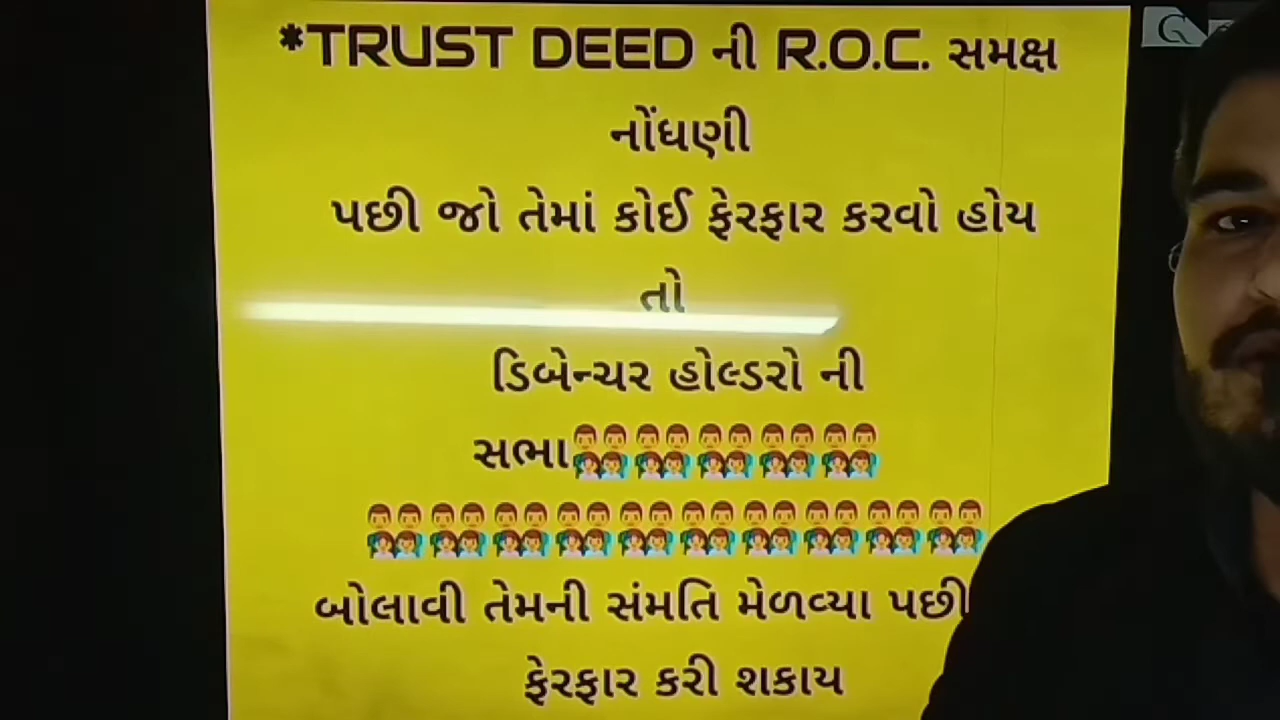 *TRUST DEED ની R.O.C. સમક્ષ
નોંધણી
પછી જો તેમાં કોઈ ફેરફાર કરવો હોય
તો
ડિબેન્ચર હોલ્ડરો ની
સભા
બોલાવી તેમની સંમતિ મેળવ્યા પછી
ફેરફાર કરી શકાય